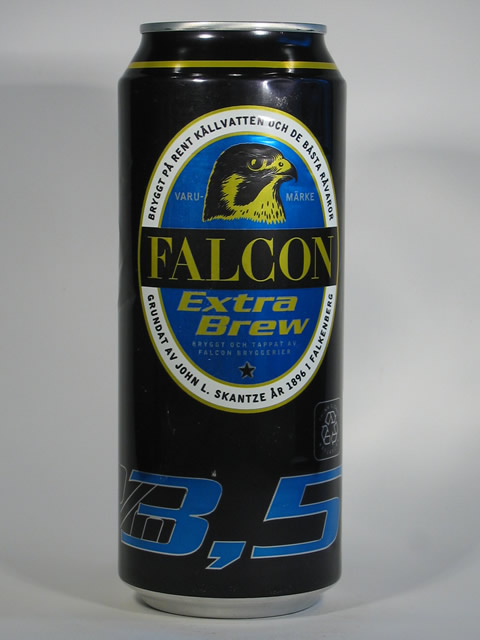 BRYGGT PÅ RENT KÄLLVATTEN OCH DE BÄSTA RÅVAROR
VARU- MÄRKE
FALCON
Extra
Brew
BRYGGT OCH TAPPAT AV
FALCON BRYGGERIER
GRUNDAT AV JOHN L. SKANTZE ÅR 1896 I FALKENBERG
3,5